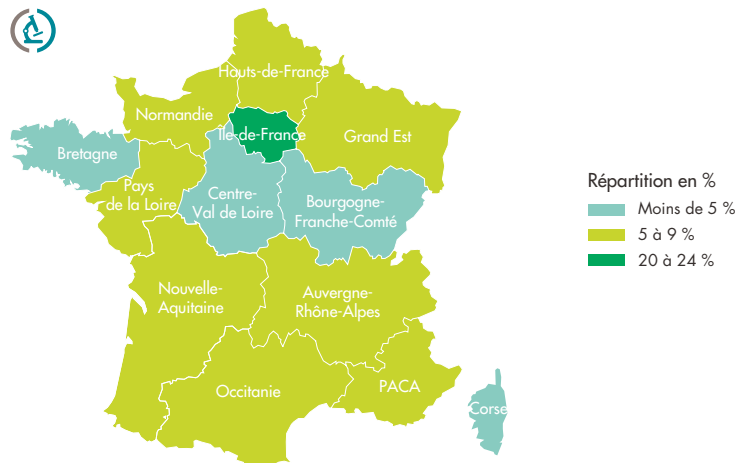 Hauts-de-France
Normandie
Île-de-France
Grand Est
Bretagne
Pays
de la Loire
Centre-
Val de Loire
Bourgogne-
Franche-Comté
Répartition en %
Moins de 5 %
5 à 9 %
20 à 24 %
Nouvelle-
Aquitaine
Auvergne-
Rhône-Alpes
Occitanie
PACA
Corse